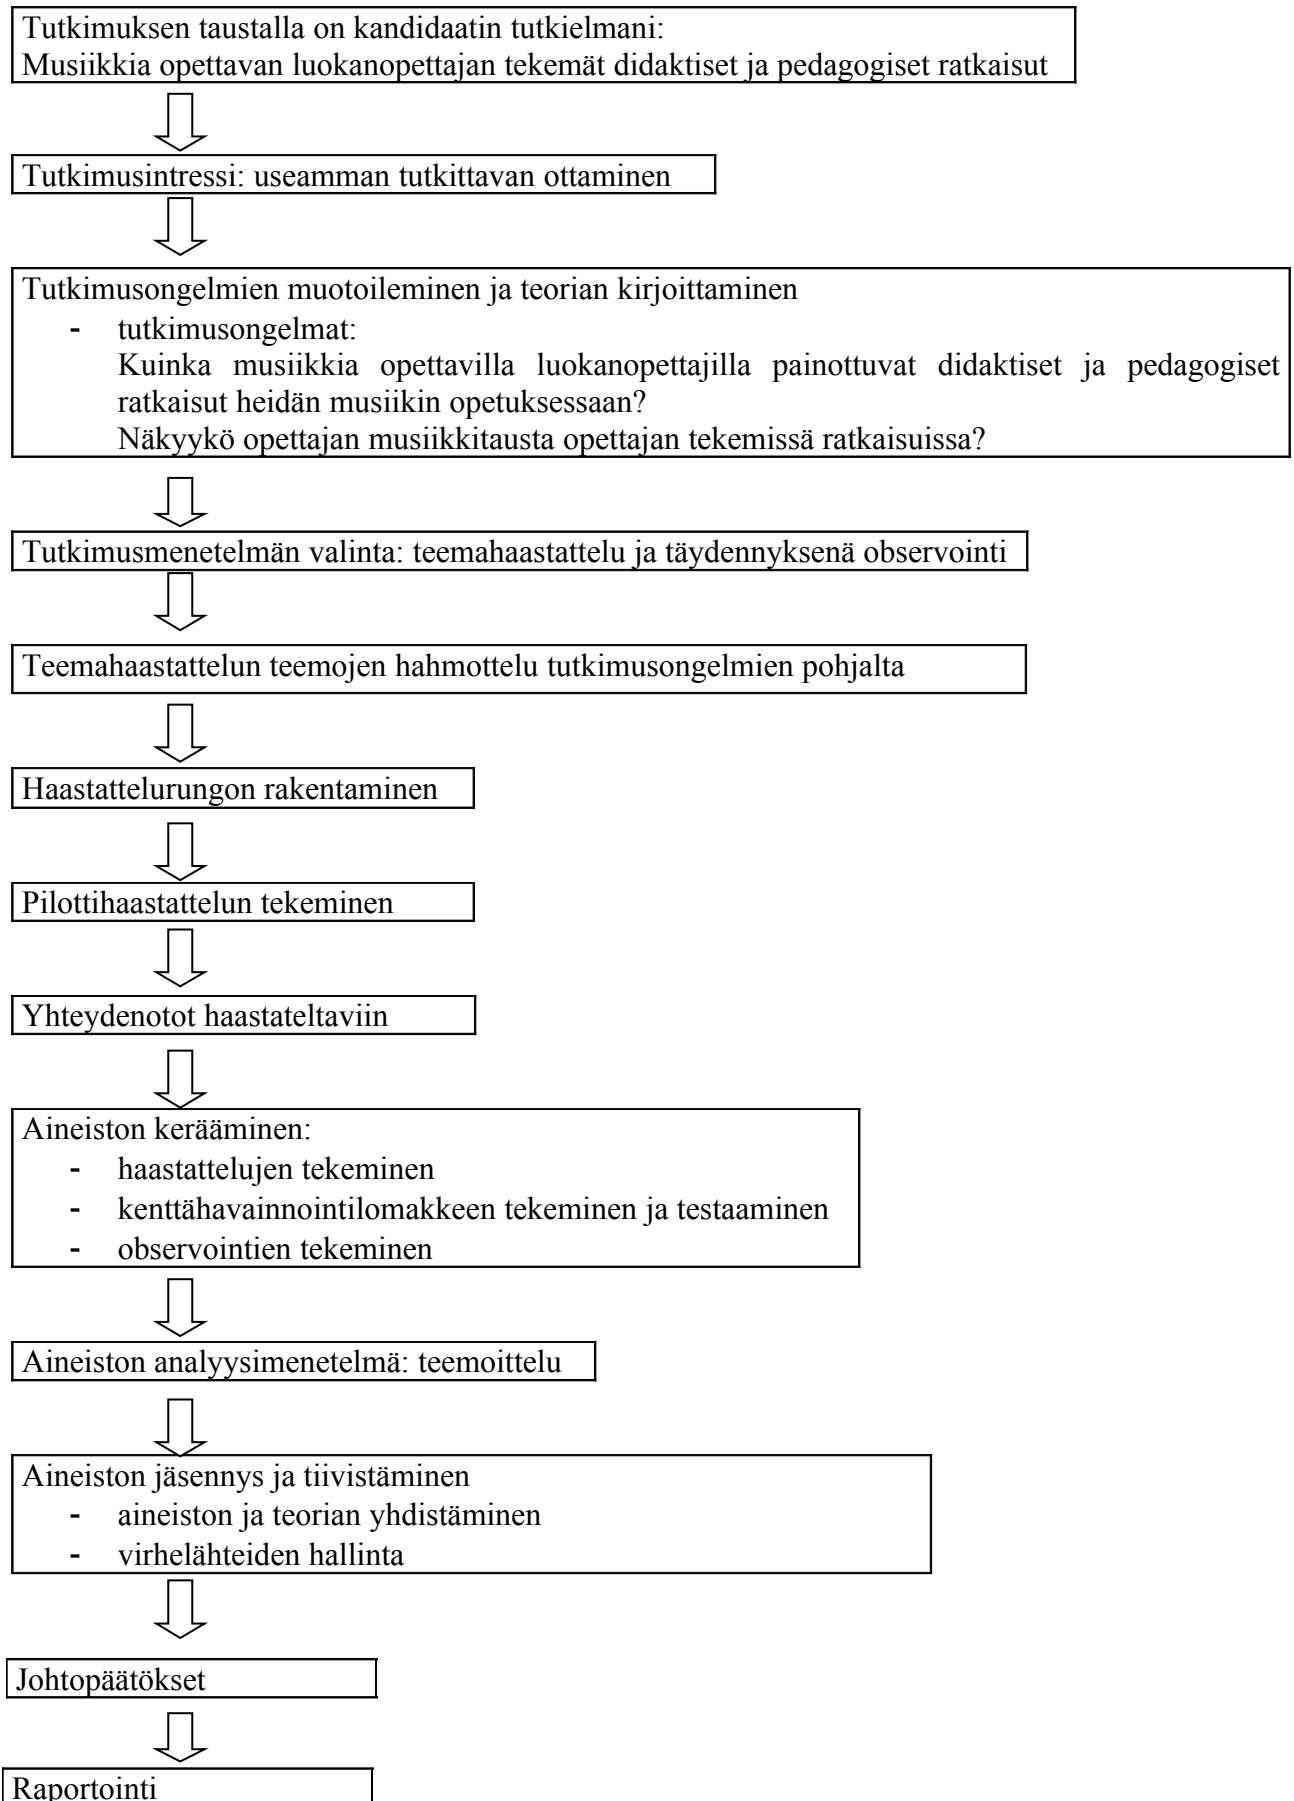 Tutkimuksen taustalla on kandidaatin tutkielmani:
Musiikkia opettavan luokanopettajan tekemät didaktiset ja pedagogiset ratkaisut
Tutkimusintressi: useamman tutkittavan ottaminen
Tutkimusongelmien muotoileminen ja teorian kirjoittaminen
- tutkimusongelmat:
Kuinka musiikkia opettavilla luokanopettajilla painottuvat didaktiset ja pedagogiset
ratkaisut heidän musiikin opetuksessaan?
Näkyykö opettajan musiikkitausta opettajan tekemissä ratkaisuissa?
Tutkimusmenetelmän valinta: teemahaastattelu ja täydennyksenä observointi
Teemahaastattelun teemojen hahmottelu tutkimusongelmien pohjalta
Haastattelurungon rakentaminen
Pilottihaastattelun tekeminen
Yhteydenotot haastateltaviin
Aineiston kerääminen:
- haastattelujen tekeminen
- kenttähavainnointilomakkeen tekeminen ja testaaminen
- observointien tekeminen
Aineiston analyysimenetelmä: teemoittelu
Aineiston jäsennys ja tiivistäminen
- aineiston ja teorian yhdistäminen
- virhelähteiden hallinta
Johtopäätökset
Raportointi